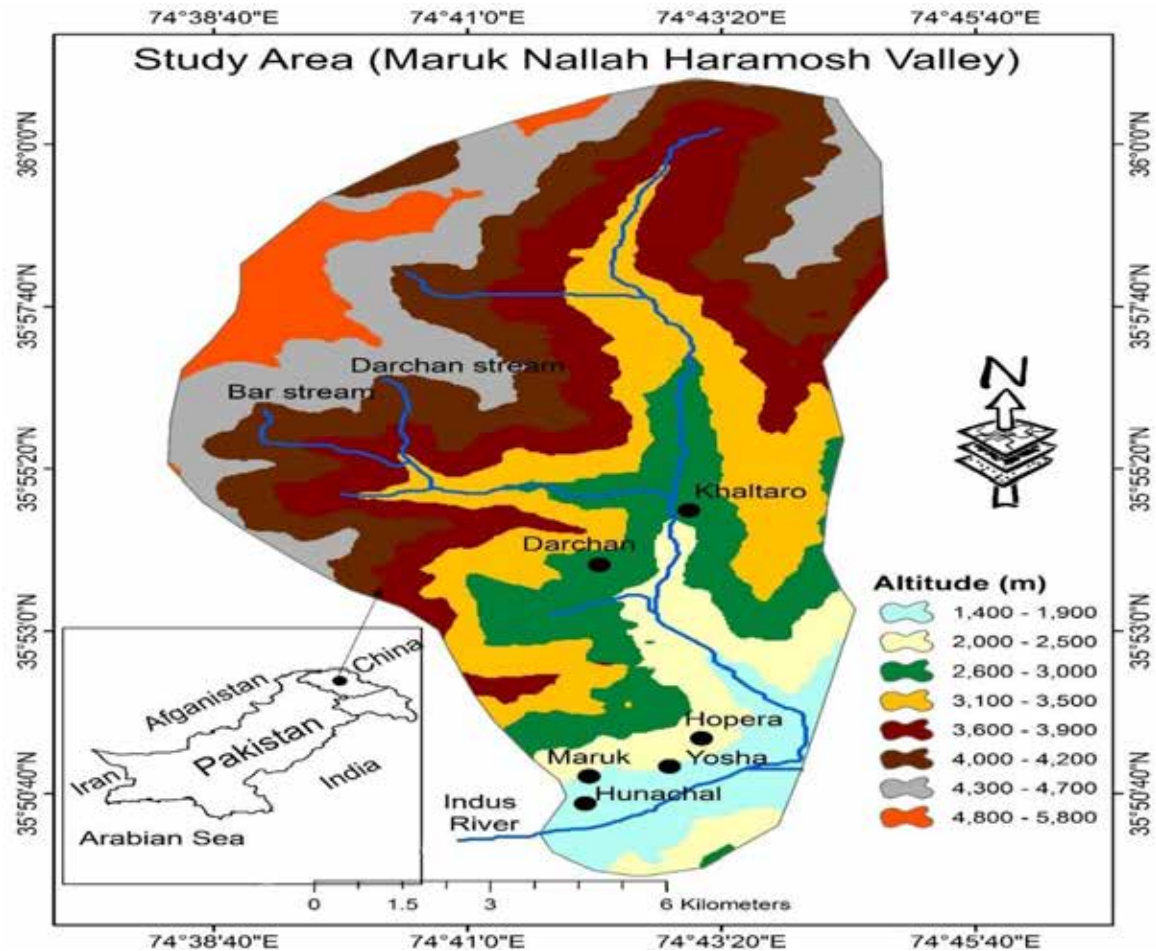 74°38'40"E 74°41'0"E 74°43'20"E 74°45'40"E
Study Area (Maruk Nallah Haramosh Valley)
36°0'0"N
36°0'0"N
35°57'40"N
35°57'40"N
Darchan stream
Bar stream
N
35°55'20"N
35°55'20"N
Khaltaro
Darchan
Altitude (m)
1,400 - 1,900
2,000 - 2,500
2,600 - 3,000
3,100 - 3,500
3,600 - 3,900
4,000 - 4,200
4,300 - 4,700
4,800 - 5,800
35°53'0"N
35°53'0"N
China
Afganistan
Pakistan
Iran
India
Arabian Sea
Hopera
Maruk
Yosha
Hunachal
Indus
River
35°50'40"N
35°50'40"N
0 1.5 3 6 Kilometers
74°38'40"E 74°41'0"E 74°43'20"E 74°45'40"E